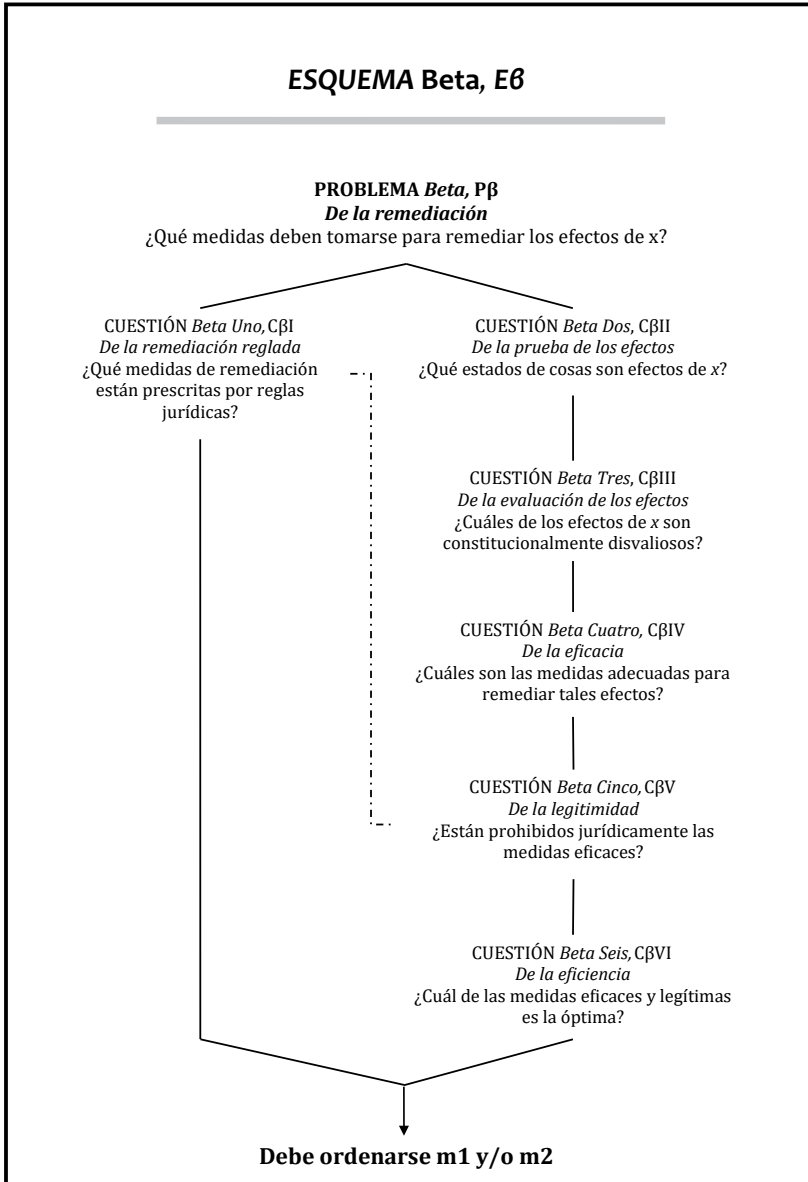 ESQUEMA Beta, Eβ
PROBLEMA Beta, Pβ
De la remediación
¿Qué medidas deben tomarse para remediar los efectos de x?
CUESTIÓN Beta Uno, CβI
De la remediación reglada
¿Qué medidas de remediación
están prescritas por reglas
jurídicas?
CUESTIÓN Beta Dos, CβII
De la prueba de los efectos
¿Qué estados de cosas son efectos de x?
CUESTIÓN Beta Tres, CβIII
De la evaluación de los efectos
¿Cuáles de los efectos de x son
constitucionalmente disvaliosos?
CUESTIÓN Beta Cuatro, CβIV
De la eficacia
¿Cuáles son las medidas adecuadas para
remediar tales efectos?
CUESTIÓN Beta Cinco, CβV
De la legitimidad
¿Están prohibidos jurídicamente las
medidas eficaces?
CUESTIÓN Beta Seis, CβVI
De la eficiencia
¿Cuál de las medidas eficaces y legítimas
es la óptima?
Debe ordenarse m1 y/o m2